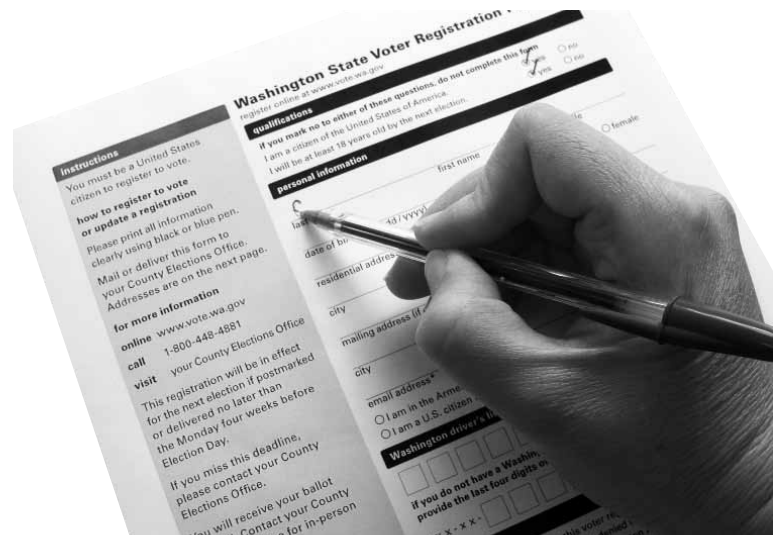 Washington State Voter Registration
register online at www.vote.wa.gov
instructions
You must be a United States
citizen to register to vote.
how to register to vote
or update a registration
Please print all information
clearly using black or blue pen.
Mail or deliver this form to
your County Elections Office.
Addresses are on the next page.
for more information
online www.vote.wa.gov
call 1-800-448-4881
visit your County Elections Office
This registration will be in effect
for the next election if postmarked
or delivered no later than
the Monday four weeks before
Election Day.
If you miss this deadline,
please contact your County
Elections Office.
You will receive your ballot
Contact your County
for in-person
qualifications
if you mark no to either of these questions, do not complete this form
I am a citizen of the United States of America. yes no
I will be at least 18 years old by the next election. yes no
personal information
last first name female
date of dd / yyyy
residential
city
mailing address (if
city
email address*
I am in the
I am a U.S. citizen
Washington driver's
if you do not have a
provide the last four digits
x - x x -
this voter